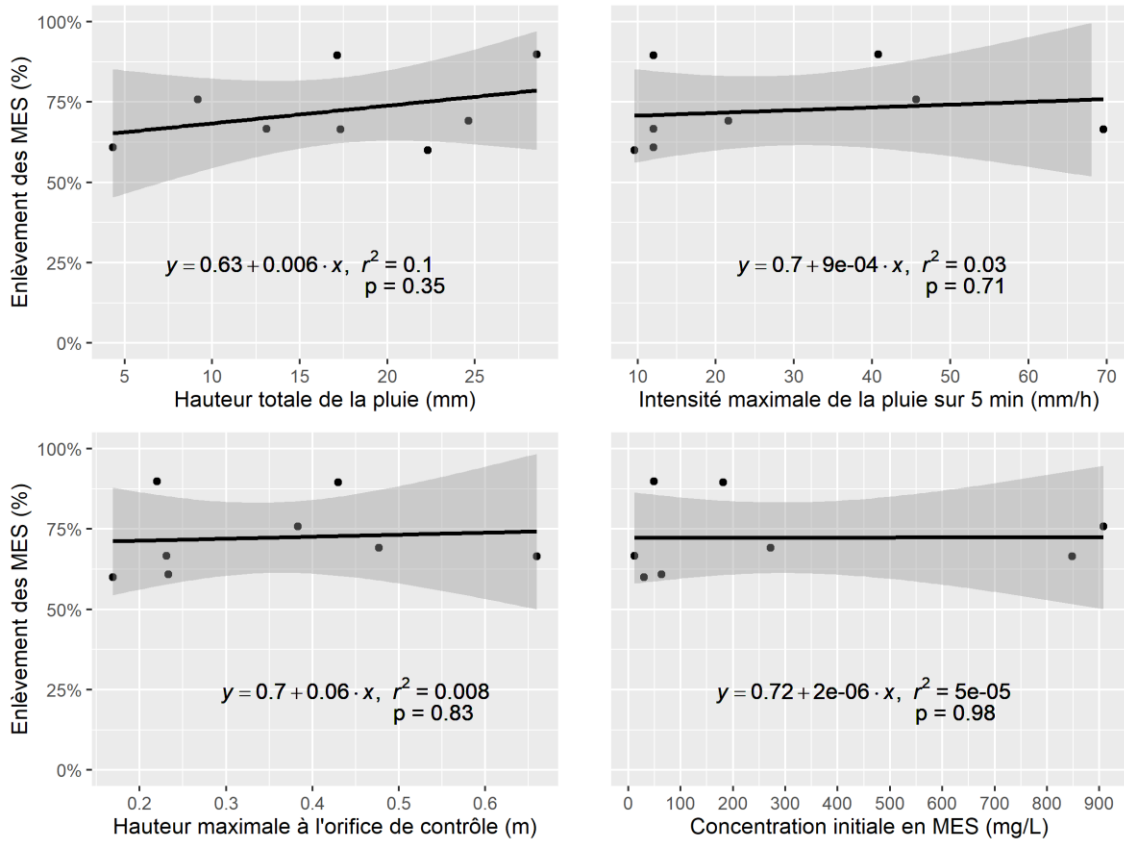 Enlèvement des MES (%)
100%
75%
50%
25%
0%
y = 0.63 + 0.006 · x, r² = 0.1
p = 0.35
5 10 15 20 25
Hauteur totale de la pluie (mm)
y = 0.7 + 9e-04 · x, r² = 0.03
p = 0.71
10 20 30 40 50 60 70
Intensité maximale de la pluie sur 5 min (mm/h)
Enlèvement des MES (%)
100%
75%
50%
25%
0%
y = 0.7 + 0.06 · x, r² = 0.008
p = 0.83
0.2 0.3 0.4 0.5 0.6
Hauteur maximale à l'orifice de contrôle (m)
y = 0.72 + 2e-06 · x, r² = 5e-05
p = 0.98
0 100 200 300 400 500 600 700 800 900
Concentration initiale en MES (mg/L)